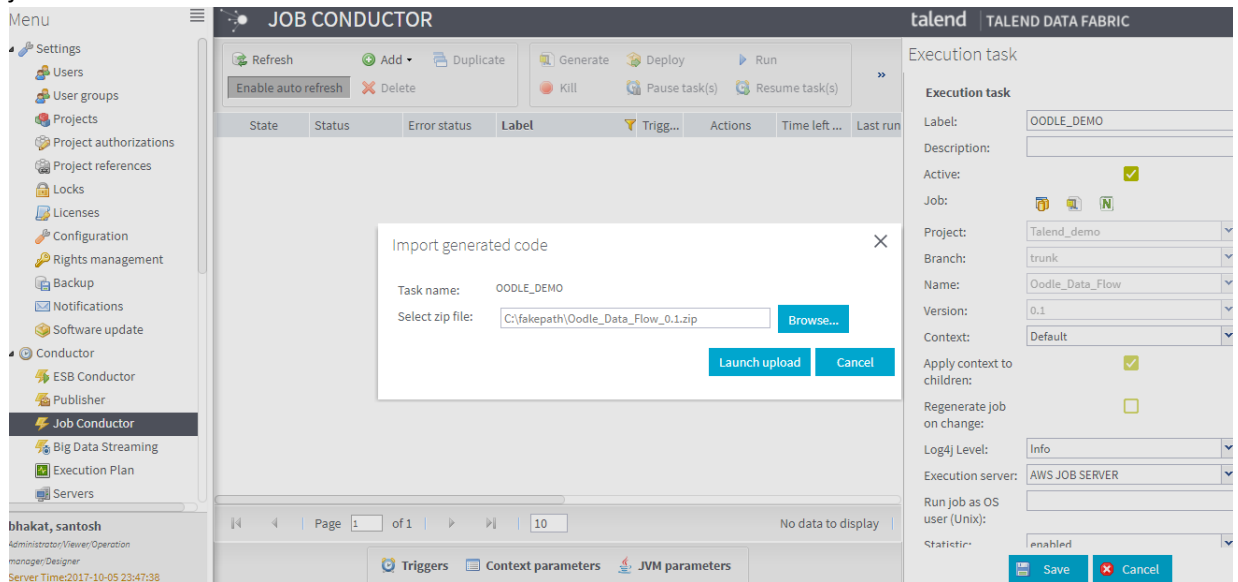 Menu
JOB CONDUCTOR
talend TALEND DATA FABRIC
Settings
Users
User groups
Projects
Project authorizations
Project references
Locks
Licenses
Configuration
Rights management
Backup
Notifications
Software update
Conductor
ESB Conductor
Publisher
Job Conductor
Big Data Streaming
Execution Plan
Servers
bhakat, santosh
Administrator/Viewer/Operation
manager/Designer
Server Time:2017-10-05 23:47:38
Refresh Add Duplicate Generate Deploy Run
Enable auto refresh Delete Kill Pause task(s) Resume task(s) »
State Status Error status Label Trigg... Actions Time left ... Last run
Import generated code
Task name: OODLE_DEMO
Select zip file: C:\fakepath\Oodle_Data_Flow_0.1.zip Browse...
Launch upload Cancel
Page 1 of 1 10 No data to display
Triggers Context parameters JVM parameters
Execution task
Execution task
Label: OODLE_DEMO
Description:
Active:
Job: N
Project: Talend_demo
Branch: trunk
Name: Oodle_Data_Flow
Version: 0.1
Context: Default
Apply context to
children:
Regenerate job
on change:
Log4j Level: Info
Execution server: AWS JOB SERVER
Run job as OS
user (Unix):
Statistic: enabled
Save Cancel